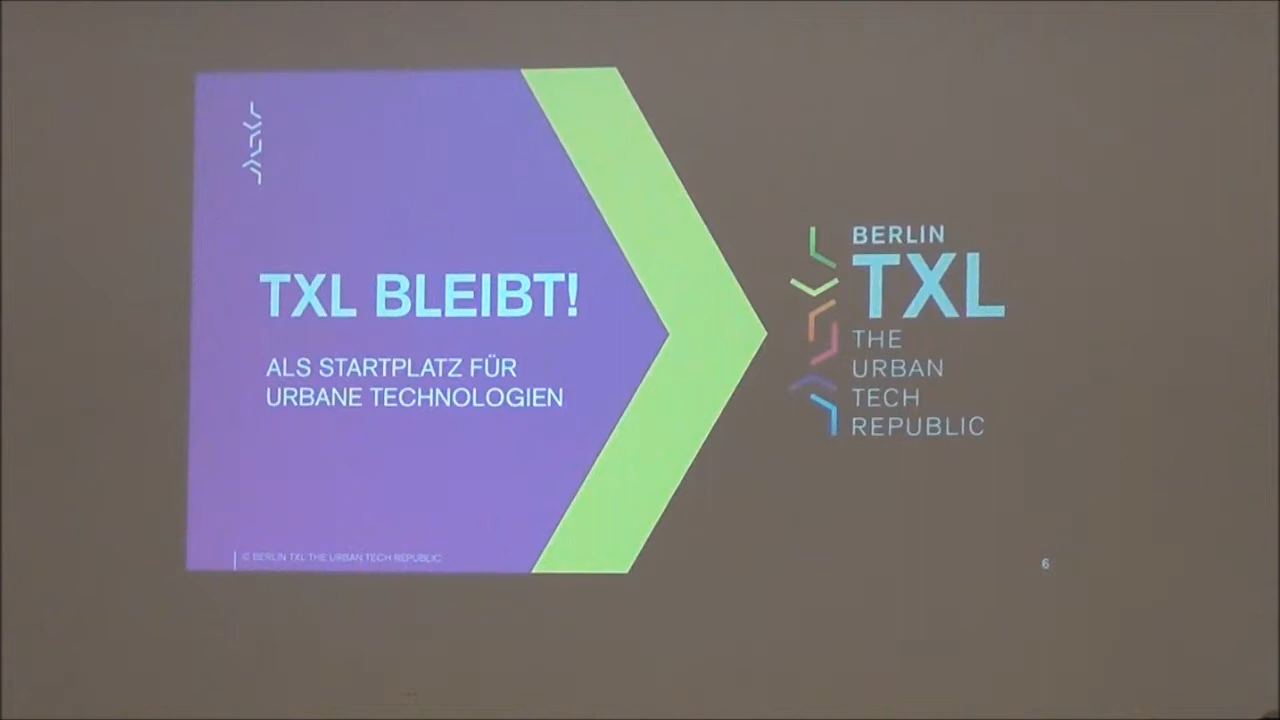 TXL BLEIBT!
ALS STARTPLATZ FÜR
URBANE TECHNOLOGIEN
© BERLIN TXL THE URBAN TECH REPUBLIC
BERLIN
TXL
THE
URBAN
TECH
REPUBLIC
6